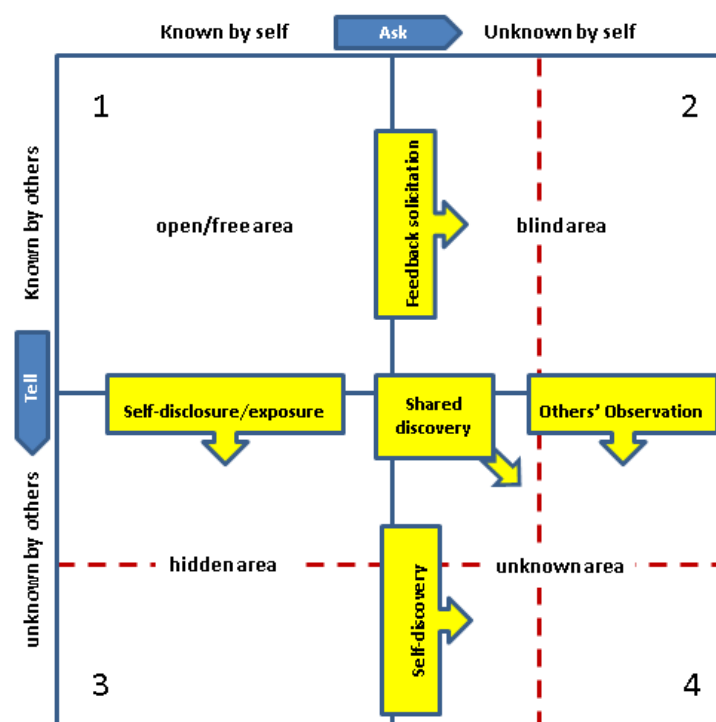 Known by self
Ask
Unknown by self
1
2
Known by others
open/free area
Feedback solicitation
blind area
Tell
Self-disclosure/exposure
Shared
discovery
Others' Observation
unknown by others
hidden area
Self-discovery
unknown area
3
4